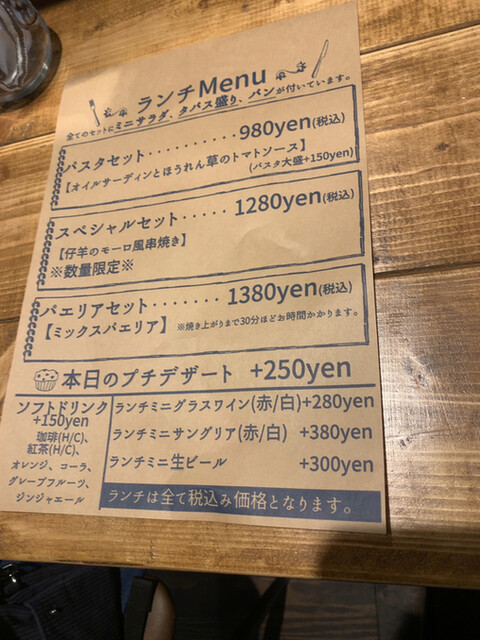 ランチMenu
全てのセットにミニサラダ、タパス盛り、パンが付いています。
パスタセット・・・・・・・・・・980yen(税込)
【オイルサーディンとほうれん草のトマトソース】
(パスタ大盛+150yen)
スペシャルセット・・・・・1280yen(税込)
【仔羊のモーロ風串焼き】
※数量限定※
パエリアセット・・・・・・・1380yen(税込)
【ミックスパエリア】 ※焼き上がりまで30分ほどお時間かかります。
本日のプチデザート +250yen
ソフトドリンク
+150yen
珈琲(H/C)、
紅茶(H/C)、
オレンジ、コーラ、
グレープフルーツ、
ジンジャエール
ランチミニグラスワイン(赤/白)+280yen
ランチミニサングリア(赤/白) +380yen
ランチミニ生ビール +300yen
ランチは全て税込み価格となります。